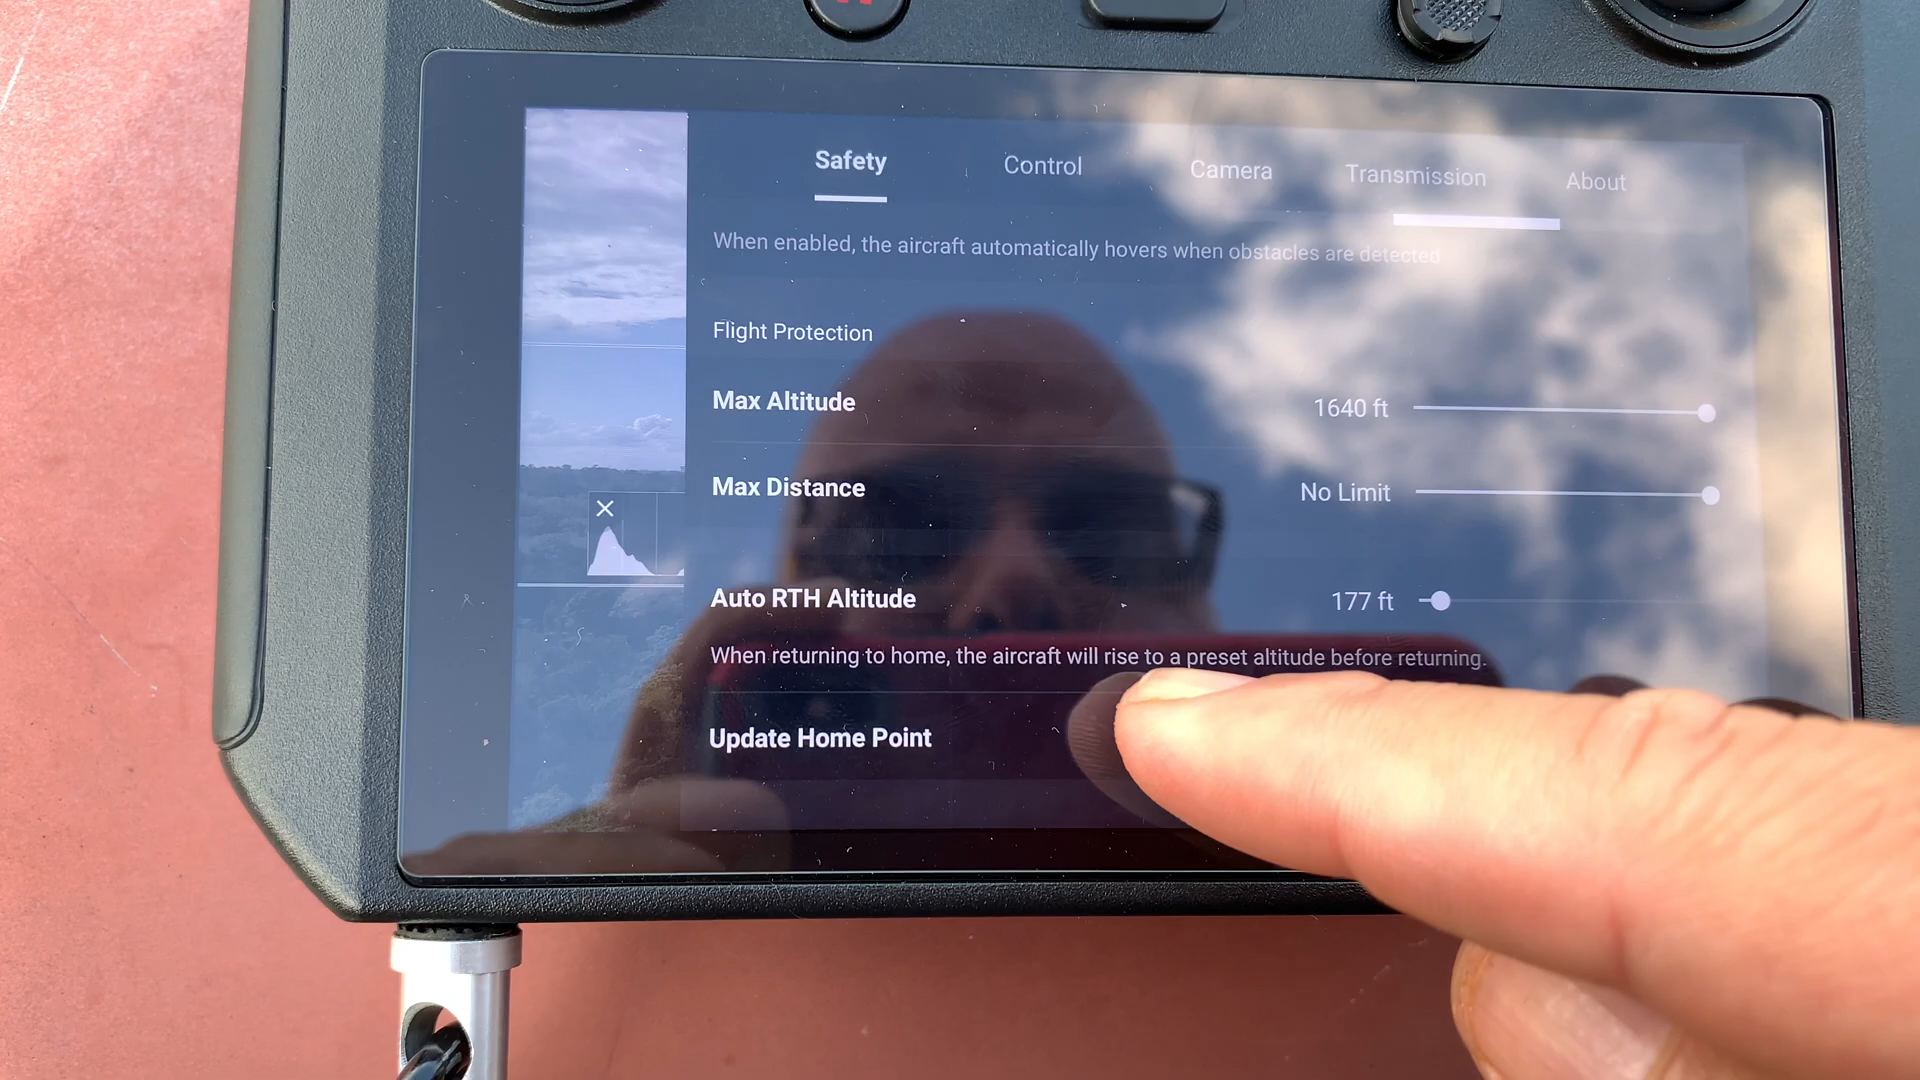 Safety Control Camera Transmission About
When enabled, the aircraft automatically hovers when obstacles are detected
Flight Protection
Max Altitude 1640 ft
Max Distance No Limit
Auto RTH Altitude 177 ft
When returning to home, the aircraft will rise to a preset altitude before returning.
Update Home Point